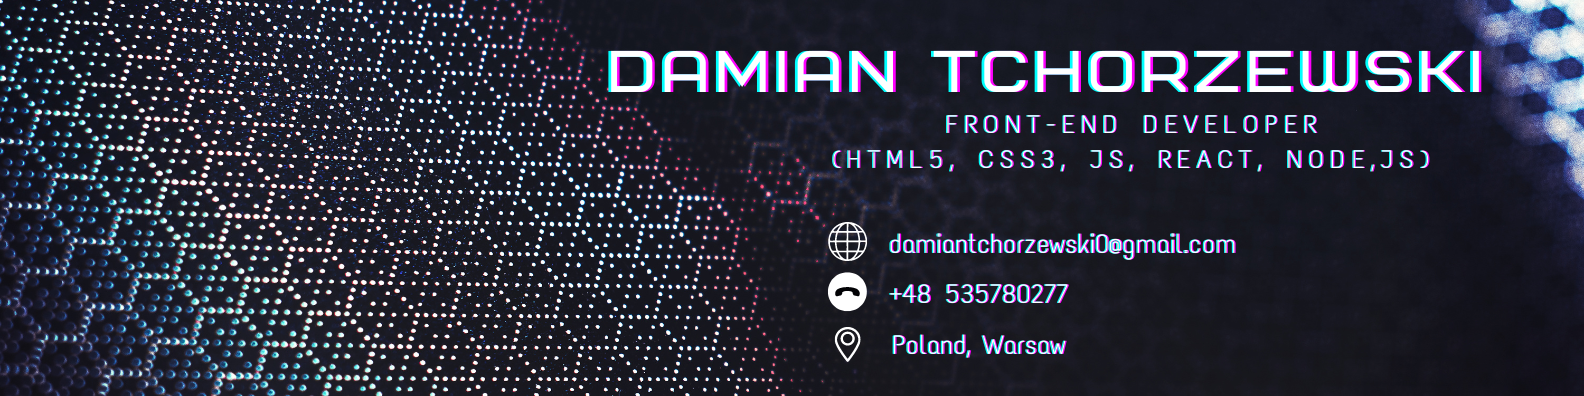 DAMIAN TCHORZEWSKI
FRONT-END DEVELOPER
(HTML5, CSS3, JS, REACT, NODE,JS)
damiantchorzewski0@gmail.com
+48 535780277
Poland, Warsaw